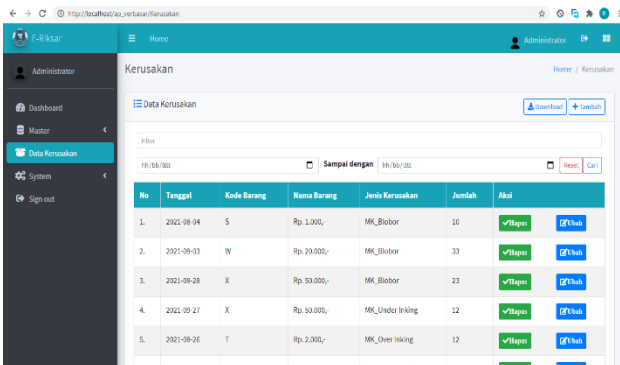 http://localhost/ap_verbasar/Kerusakan
E-Riksar
Home
Administrator
Administrator
Kerusakan
Home / Kerusakan
Dashboard
Master
Data Kerusakan
System
Sign out
Data Kerusakan
Download
+ Tambah
Filter
hh/bb/tttt
Sampai dengan
hh/bb/tttt
Reset
Cari
No Tanggal Kode Barang Nama Barang Jenis Kerusakan Jumlah Aksi
1. 2021-08-04 S Rp. 1.000,- MK_Blobor 10 Hapus Ubah
2. 2021-09-03 W Rp. 20.000,- MK_Blobor 33 Hapus Ubah
3. 2021-09-28 X Rp. 50.000,- MK_Blobor 23 Hapus Ubah
4. 2021-09-27 X Rp. 50.000,- MK_Under Inking 12 Hapus Ubah
5. 2021-08-26 T Rp. 2.000,- MK_Over Inking 12 Hapus Ubah